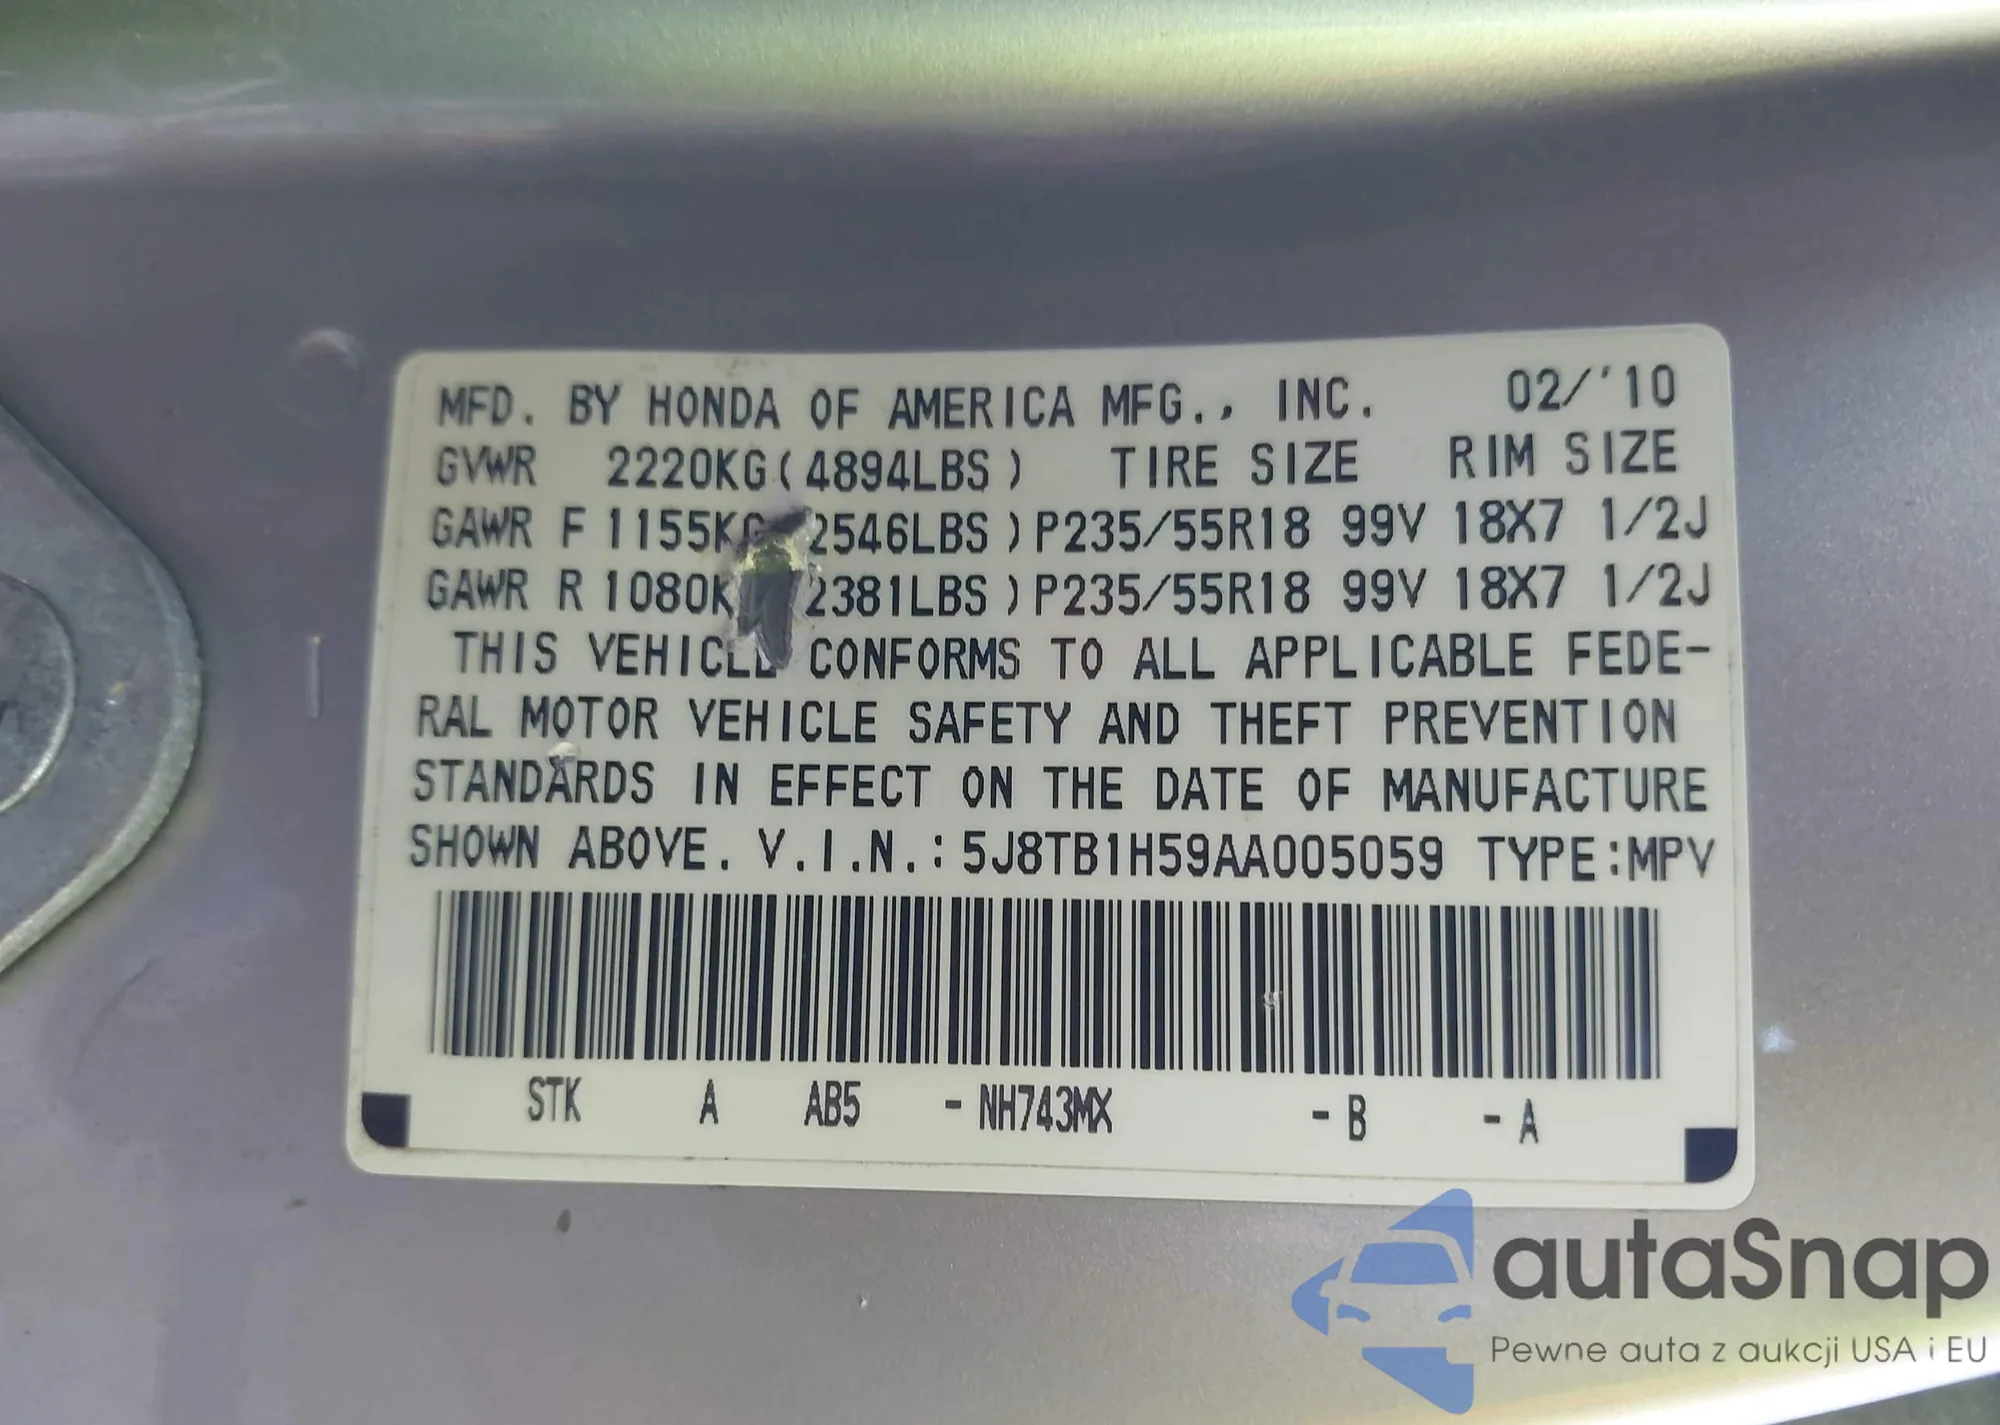 MFD. BY HONDA OF AMERICA MFG., INC. 02/'10
GVWR 2220KG(4894LBS) TIRE SIZE RIM SIZE
GAWR F 1155KG 2546LBS) P235/55R18 99V 18X7 1/2J
GAWR R 1080K 2381LBS) P235/55R18 99V 18X7 1/2J
THIS VEHICLE CONFORMS TO ALL APPLICABLE FEDE-
RAL MOTOR VEHICLE SAFETY AND THEFT PREVENTION
STANDARDS IN EFFECT ON THE DATE OF MANUFACTURE
SHOWN ABOVE. V.I.N.: 5J8TB1H59AA005059 TYPE:MPV
STK A AB5 -NH743MX -B -A
autaSnap
Pewne auta z aukcji USA i EU